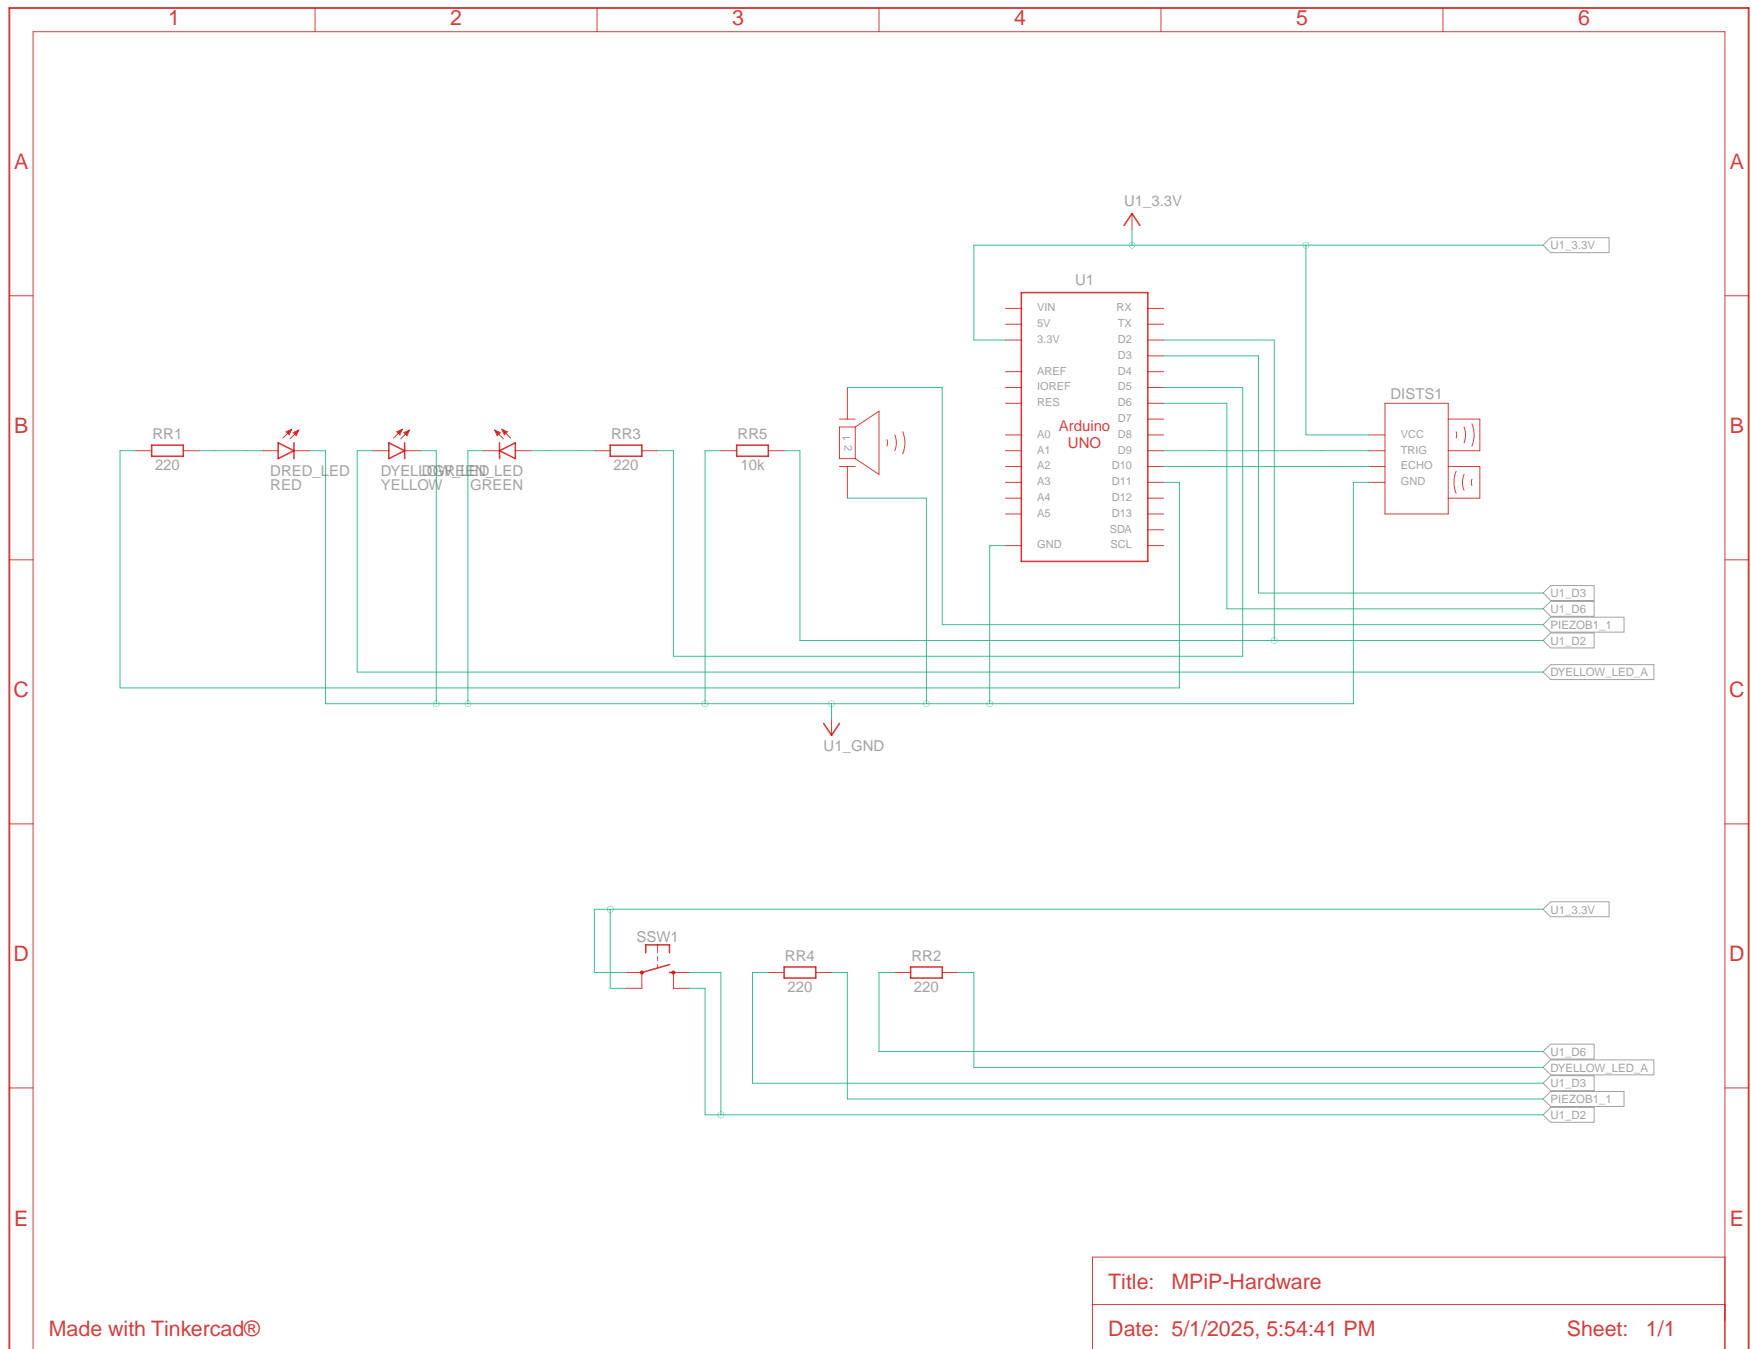 1 2 3 4 5 6
A A
U1_3.3V
U1_3.3V
U1
VIN RX
5V TX
3.3V D2
D3
AREF D4
IOREF D5
RES D6
D7
A0 D8
A1 D9
A2 D10
A3 D11
A4 D12
A5 D13
SDA
GND SCL
Arduino
UNO
DISTS1
VCC
TRIG
ECHO
GND
B B
RR1
220
DRED_LED
RED
DYELLOW_LED
YELLOW
DGREEN_LED
GREEN
RR3
220
RR5
10k
1 2
U1_D3
U1_D6
PIEZOB1_1
U1_D2
DYELLOW_LED_A
C C
U1_GND
U1_3.3V
D D
SSW1
RR4
220
RR2
220
U1_D6
DYELLOW_LED_A
U1_D3
PIEZOB1_1
U1_D2
E E
Title: MPiP-Hardware
Made with Tinkercad®
Date: 5/1/2025, 5:54:41 PM Sheet: 1/1